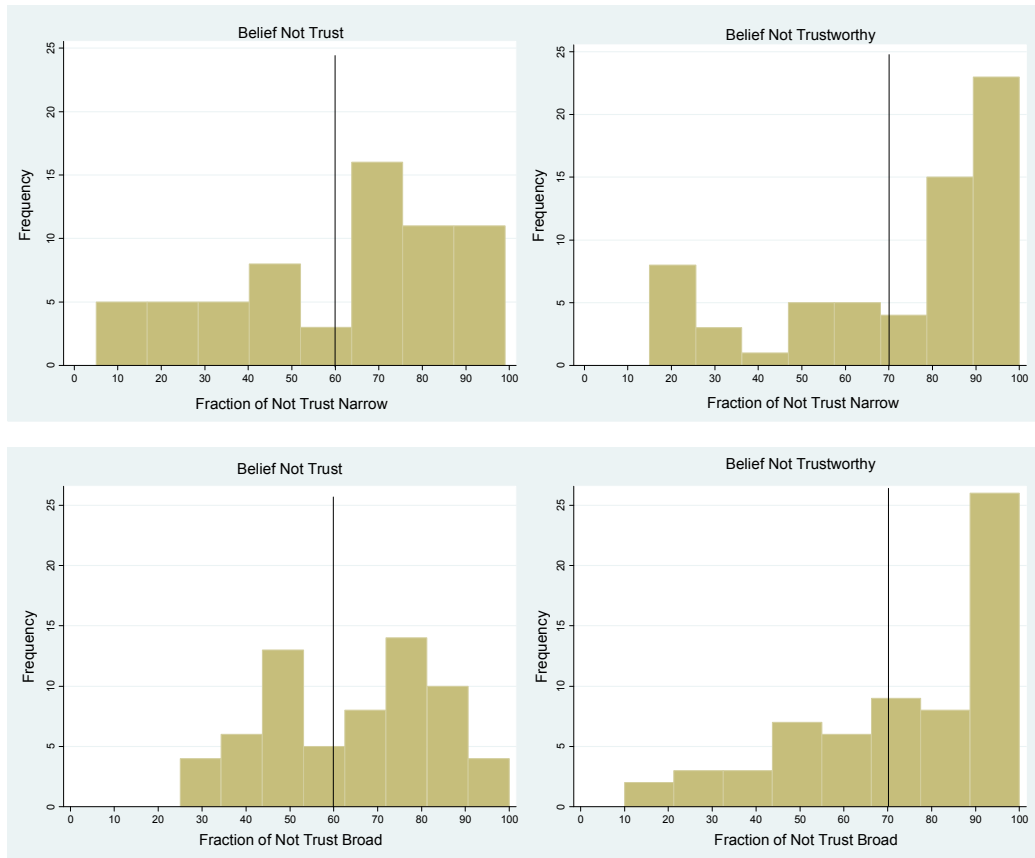 Belief Not Trust
Frequency
25
20
15
10
5
0
0 10 20 30 40 50 60 70 80 90 100
Fraction of Not Trust Narrow
Belief Not Trustworthy
Frequency
25
20
15
10
5
0
0 10 20 30 40 50 60 70 80 90 100
Fraction of Not Trust Narrow
Belief Not Trust
Frequency
25
20
15
10
5
0
0 10 20 30 40 50 60 70 80 90 100
Fraction of Not Trust Broad
Belief Not Trustworthy
Frequency
25
20
15
10
5
0
0 10 20 30 40 50 60 70 80 90 100
Fraction of Not Trust Broad